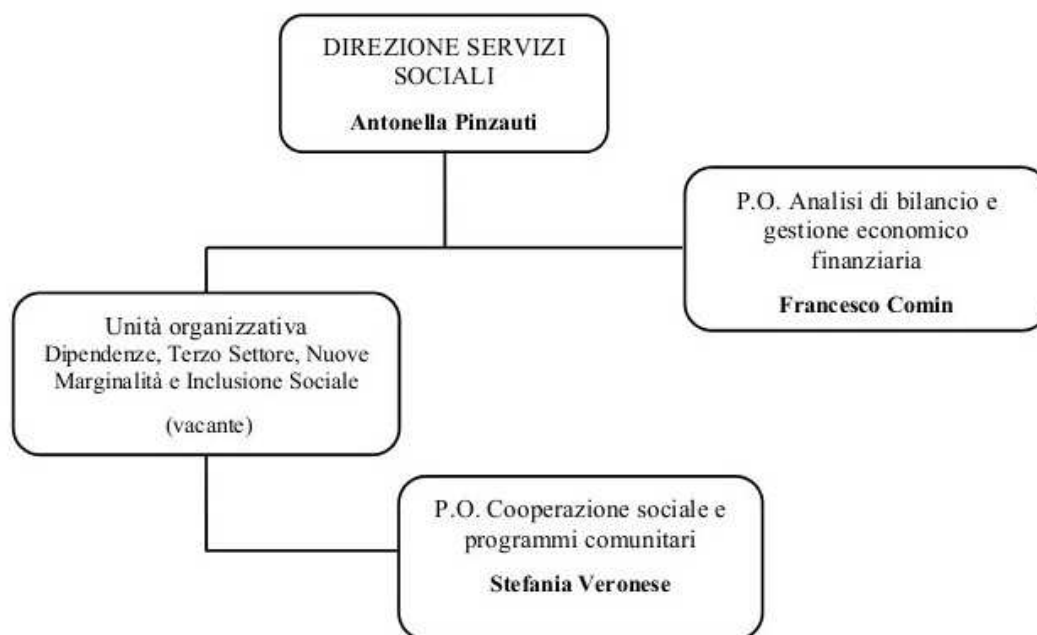 DIREZIONE SERVIZI
SOCIALI
Antonella Pinzauti
P.O. Analisi di bilancio e
gestione economico
finanziaria
Francesco Comin
Unità organizzativa
Dipendenze, Terzo Settore, Nuove
Marginalità e Inclusione Sociale
(vacante)
P.O. Cooperazione sociale e
programmi comunitari
Stefania Veronese